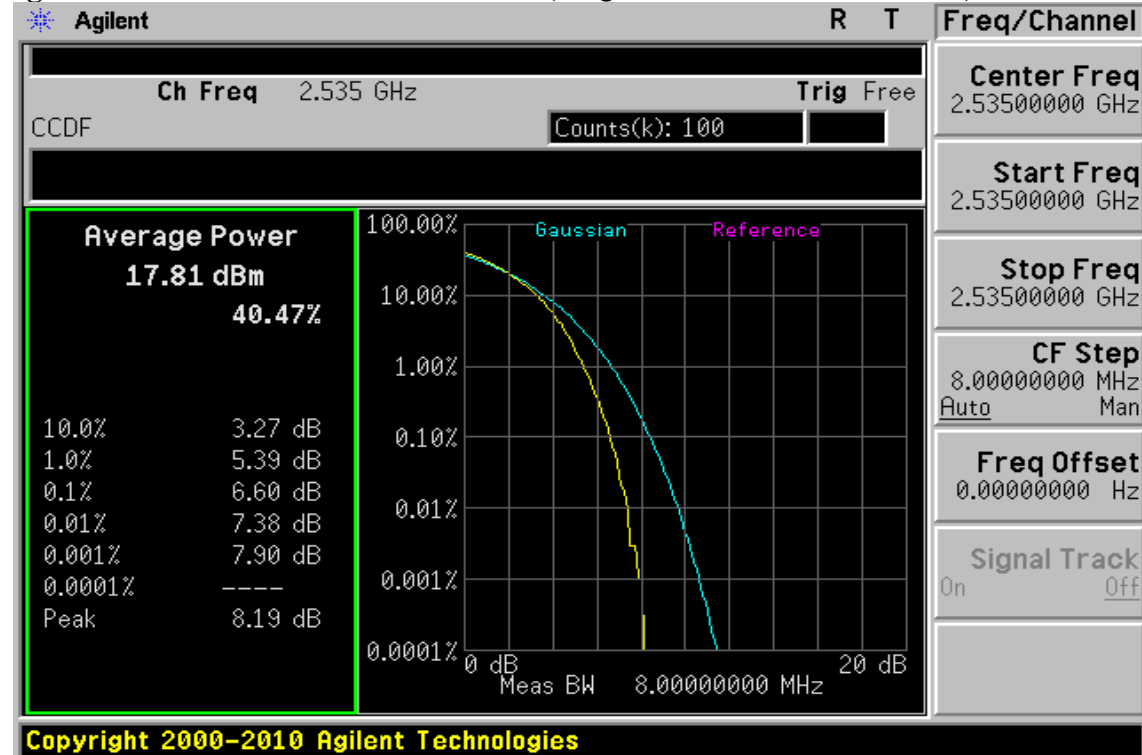 Agilent R T
Ch Freq 2.535 GHz Trig Free
CCDF Counts(k): 100
Average Power
17.81 dBm
40.47%
10.0% 3.27 dB
1.0% 5.39 dB
0.1% 6.60 dB
0.01% 7.38 dB
0.001% 7.90 dB
0.0001% ----
Peak 8.19 dB
Gaussian Reference
100.00%
10.00%
1.00%
0.10%
0.01%
0.001%
0.0001%
0 dB 20 dB
Meas BW 8.00000000 MHz
Freq/Channel
Center Freq
2.53500000 GHz
Start Freq
2.53500000 GHz
Stop Freq
2.53500000 GHz
CF Step
8.00000000 MHz
Auto Man
Freq Offset
0.00000000 Hz
Signal Track
On Off
Copyright 2000-2010 Agilent Technologies